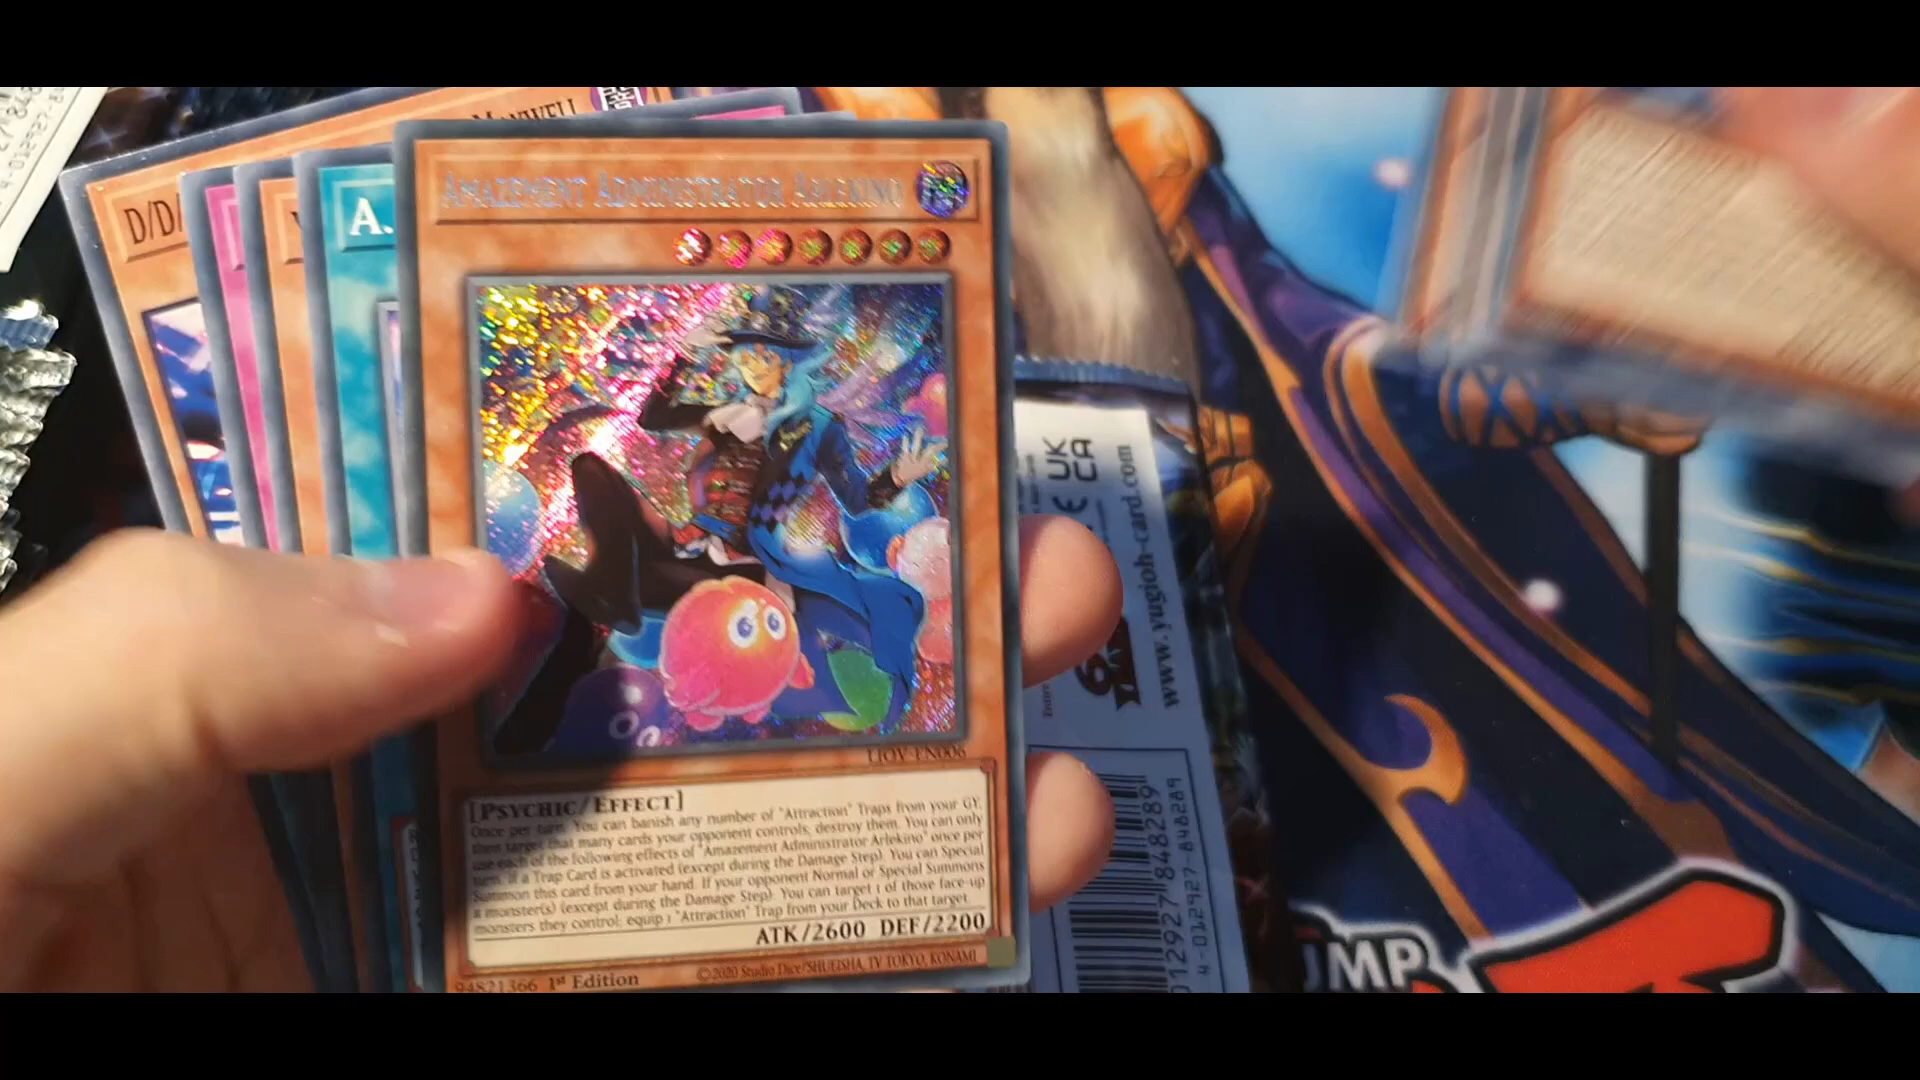 MAXWELL
D/D/
A.
AMAZEMENT ADMINISTRATOR ARLEKINO
LIOV-EN006
[PSYCHIC/EFFECT]
Once per turn: You can banish any number of "Attraction" Traps from your GY,
then target that many cards your opponent controls; destroy them. You can only
use each of the following effects of "Amazement Administrator Arlekino" once per
turn. If a Trap Card is activated (except during the Damage Step): You can Special
Summon this card from your hand. If your opponent Normal or Special Summons
a monster(s) (except during the Damage Step): You can target 1 of those face-up
monsters they control; equip 1 "Attraction" Trap from your Deck to that target.
ATK/2600 DEF/2200
94821366 1st Edition
©2020 Studio Dice/SHUEISHA, TV TOKYO, KONAMI
CE UK CA
www.yugioh-card.com
6
012927 848289
4-012927-848289
JUMP